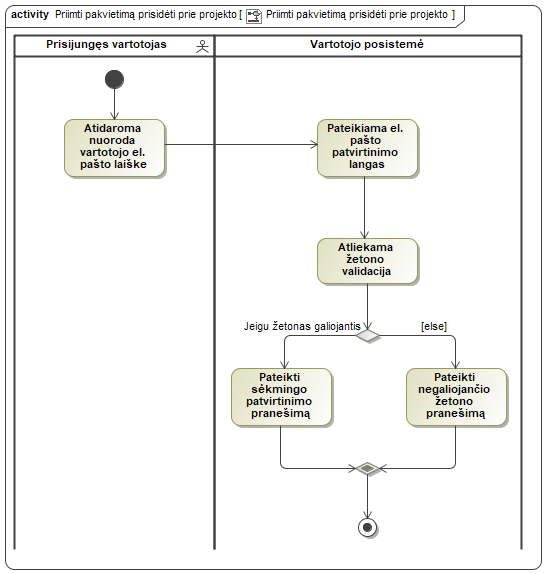 activity Priimti pakvietimą prisidėti prie projekto [ Priimti pakvietimą prisidėti prie projekto ]
Prisijungęs vartotojas
Vartotojo posistemė
Atidaroma
nuoroda
vartotojo el.
pašto laiške
Pateikiama el.
pašto
patvirtinimo
langas
Atliekama
žetono
validacija
Jeigu žetonas galiojantis
[else]
Pateikti
sėkmingo
patvirtinimo
pranešimą
Pateikti
negaliojančio
žetono
pranešimą